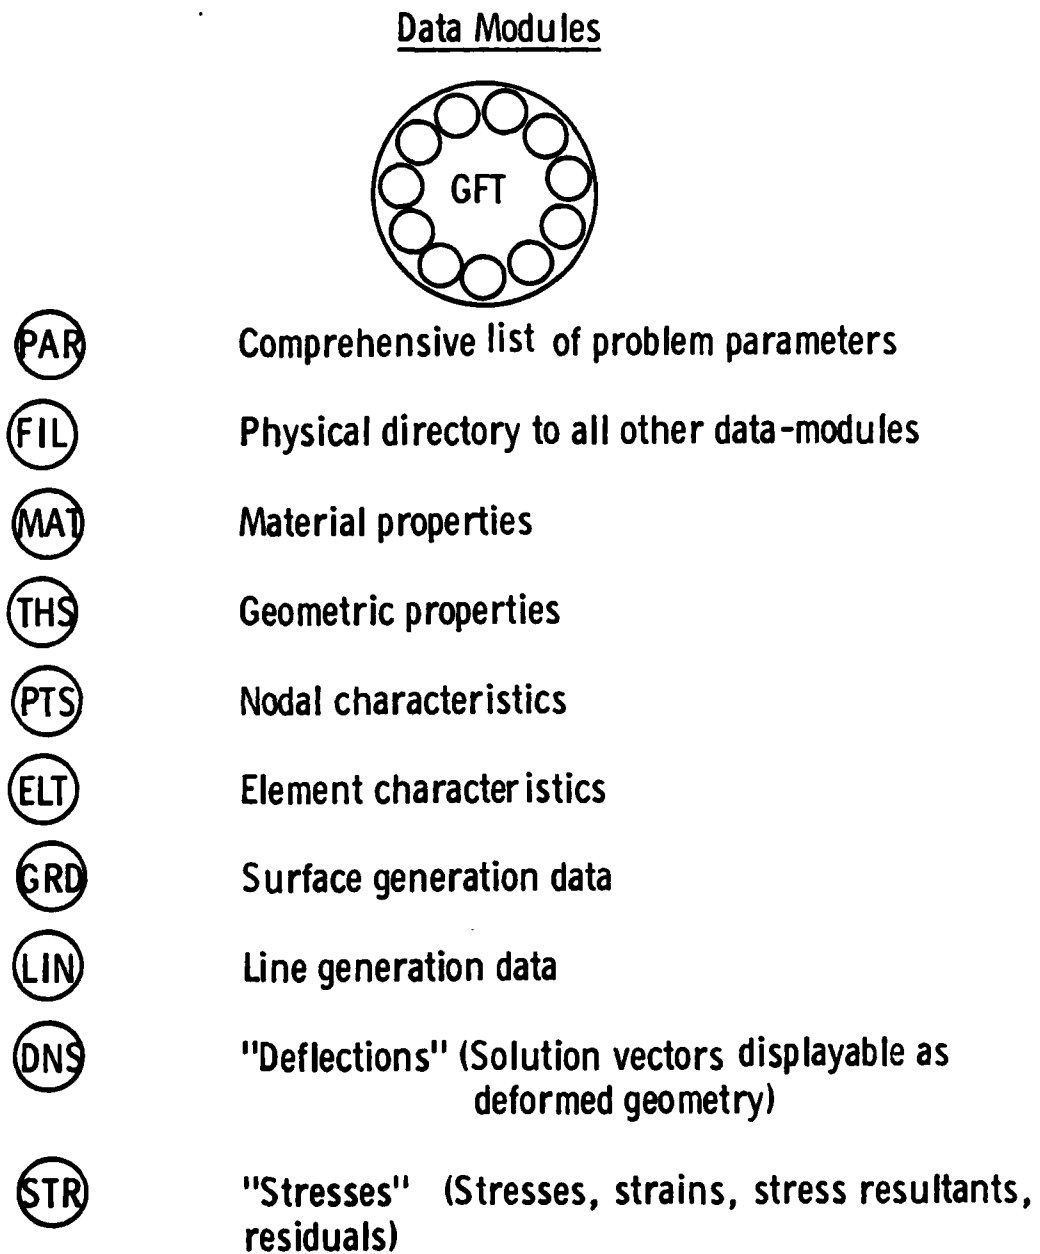 Data Modules
GFT
PAR Comprehensive list of problem parameters
FIL Physical directory to all other data-modules
MAT Material properties
THS Geometric properties
PTS Nodal characteristics
ELT Element characteristics
GRD Surface generation data
LIN Line generation data
DNS "Deflections" (Solution vectors displayable as
deformed geometry)
STR "Stresses" (Stresses, strains, stress resultants,
residuals)